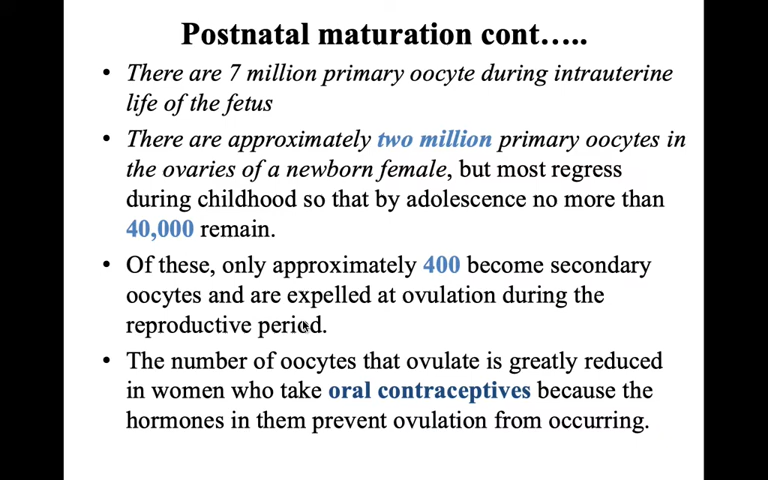 Postnatal maturation cont…..
• There are 7 million primary oocyte during intrauterine
life of the fetus
• There are approximately two million primary oocytes in
the ovaries of a newborn female, but most regress
during childhood so that by adolescence no more than
40,000 remain.
• Of these, only approximately 400 become secondary
oocytes and are expelled at ovulation during the
reproductive period.
• The number of oocytes that ovulate is greatly reduced
in women who take oral contraceptives because the
hormones in them prevent ovulation from occurring.